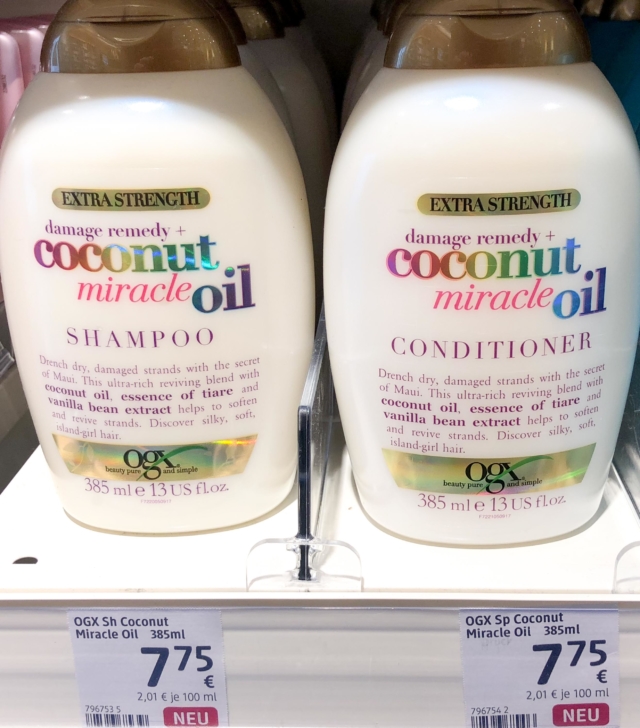 EXTRA STRENGTH
damage remedy +
coconut
miracle oil
SHAMPOO
Drench dry, damaged strands with the secret
of Maui. This ultra-rich reviving blend with
coconut oil, essence of tiare and
vanilla bean extract helps to soften
and revive strands. Discover silky, soft,
island-girl hair.
ogx
beauty pure and simple
385 ml e 13 US fl.oz.
EXTRA STRENGTH
damage remedy +
coconut
miracle oil
CONDITIONER
Drench dry, damaged strands with the secret
of Maui. This ultra-rich reviving blend with
coconut oil, essence of tiare and
vanilla bean extract helps to soften
and revive strands. Discover silky, soft,
island-girl hair.
ogx
beauty pure and simple
385 ml e 13 US fl.oz.
OGX Sh Coconut
Miracle Oil 385ml
7 75
€
2,01 € je 100 ml
796753 5
NEU
OGX Sp Coconut
Miracle Oil 385ml
7 75
€
2,01 € je 100 ml
796754 2
NEU